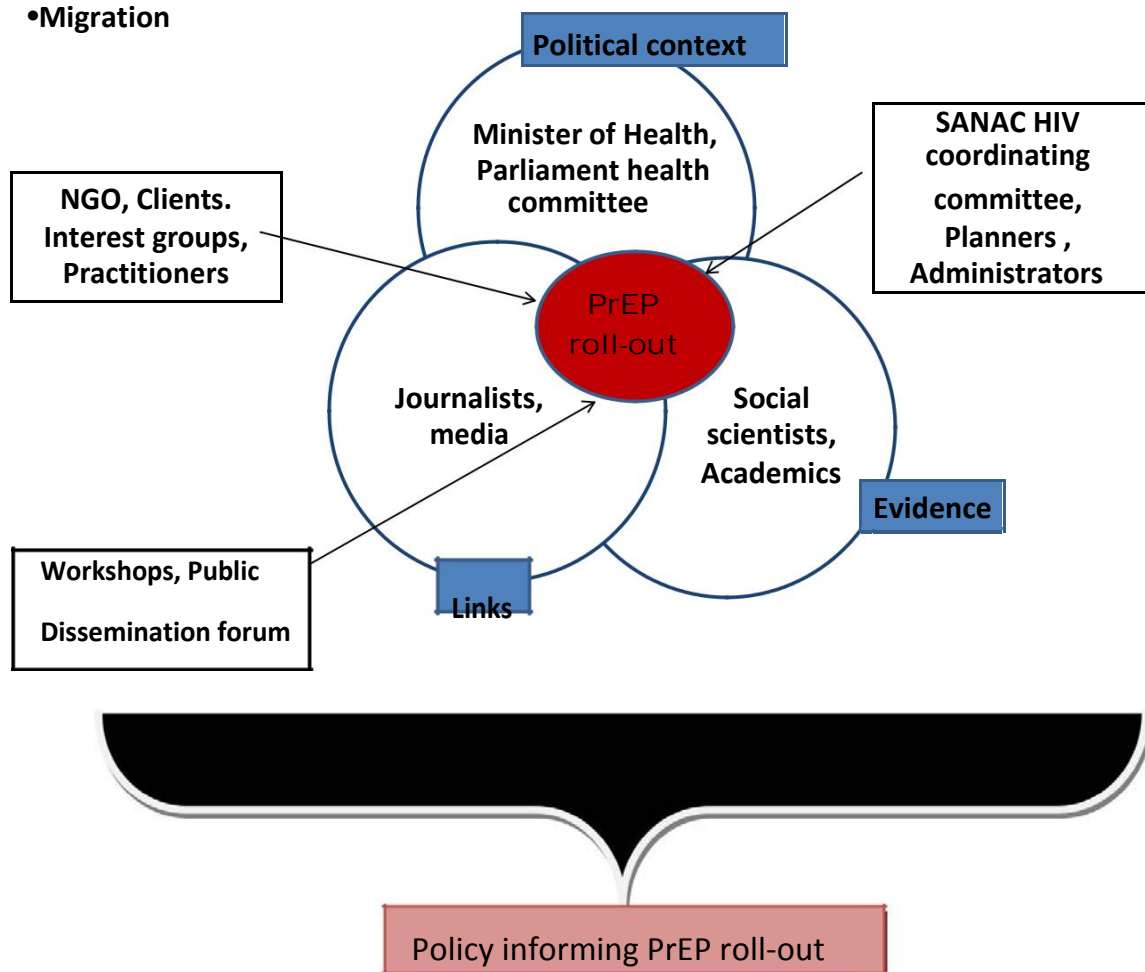 •Migration
Political context
Minister of Health,
Parliament health
committee
SANAC HIV
coordinating
committee,
Planners ,
Administrators
NGO, Clients.
Interest groups,
Practitioners
PrEP
roll-out
Journalists,
media
Social
scientists,
Academics
Evidence
Workshops, Public
Dissemination forum
Links
Policy informing PrEP roll-out